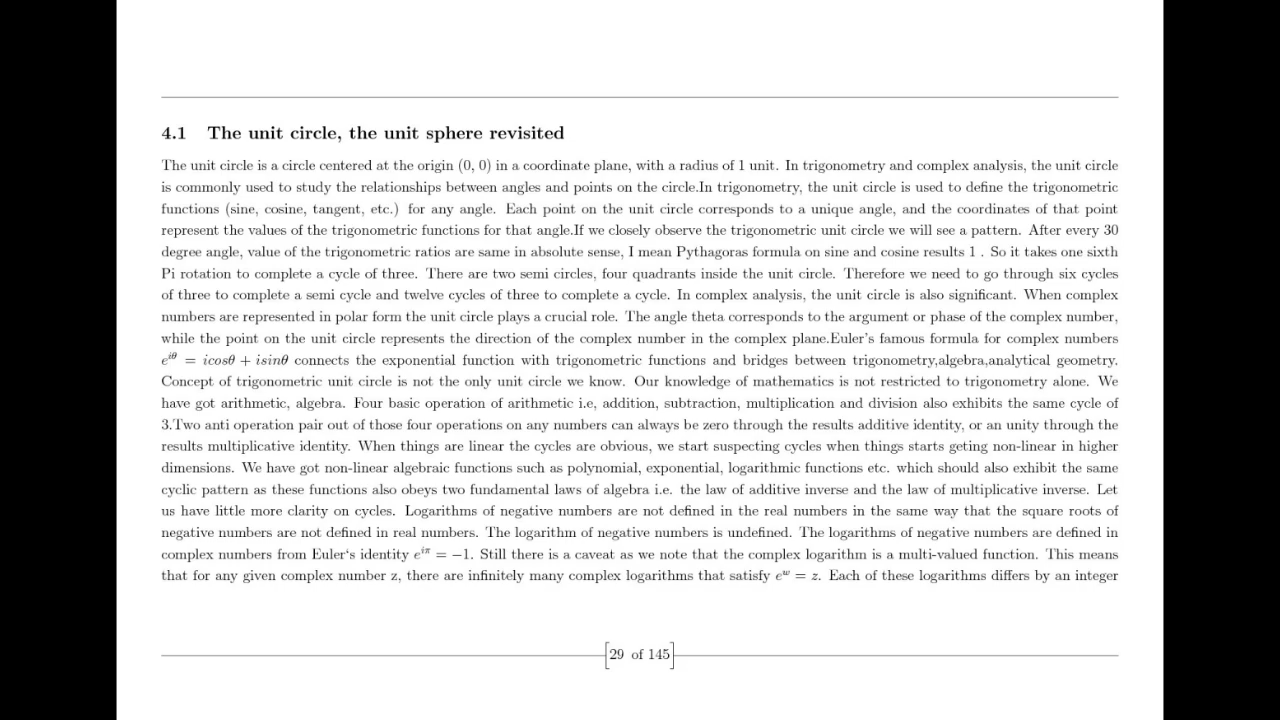 4.1 The unit circle, the unit sphere revisited
The unit circle is a circle centered at the origin (0, 0) in a coordinate plane, with a radius of 1 unit. In trigonometry and complex analysis, the unit circle
is commonly used to study the relationships between angles and points on the circle.In trigonometry, the unit circle is used to define the trigonometric
functions (sine, cosine, tangent, etc.) for any angle. Each point on the unit circle corresponds to a unique angle, and the coordinates of that point
represent the values of the trigonometric functions for that angle.If we closely observe the trigonometric unit circle we will see a pattern. After every 30
degree angle, value of the trigonometric ratios are same in absolute sense, I mean Pythagoras formula on sine and cosine results 1 . So it takes one sixth
Pi rotation to complete a cycle of three. There are two semi circles, four quadrants inside the unit circle. Therefore we need to go through six cycles
of three to complete a semi cycle and twelve cycles of three to complete a cycle. In complex analysis, the unit circle is also significant. When complex
numbers are represented in polar form the unit circle plays a crucial role. The angle theta corresponds to the argument or phase of the complex number,
while the point on the unit circle represents the direction of the complex number in the complex plane.Euler's famous formula for complex numbers
e^{iθ} = icosθ + isinθ connects the exponential function with trigonometric functions and bridges between trigonometry,algebra,analytical geometry.
Concept of trigonometric unit circle is not the only unit circle we know. Our knowledge of mathematics is not restricted to trigonometry alone. We
have got arithmetic, algebra. Four basic operation of arithmetic i.e, addition, subtraction, multiplication and division also exhibits the same cycle of
3.Two anti operation pair out of those four operations on any numbers can always be zero through the results additive identity, or an unity through the
results multiplicative identity. When things are linear the cycles are obvious, we start suspecting cycles when things starts geting non-linear in higher
dimensions. We have got non-linear algebraic functions such as polynomial, exponential, logarithmic functions etc. which should also exhibit the same
cyclic pattern as these functions also obeys two fundamental laws of algebra i.e. the law of additive inverse and the law of multiplicative inverse. Let
us have little more clarity on cycles. Logarithms of negative numbers are not defined in the real numbers in the same way that the square roots of
negative numbers are not defined in real numbers. The logarithm of negative numbers is undefined. The logarithms of negative numbers are defined in
complex numbers from Euler‘s identity e^{iπ} = −1. Still there is a caveat as we note that the complex logarithm is a multi-valued function. This means
that for any given complex number z, there are infinitely many complex logarithms that satisfy e^w = z. Each of these logarithms differs by an integer
[29 of 145]